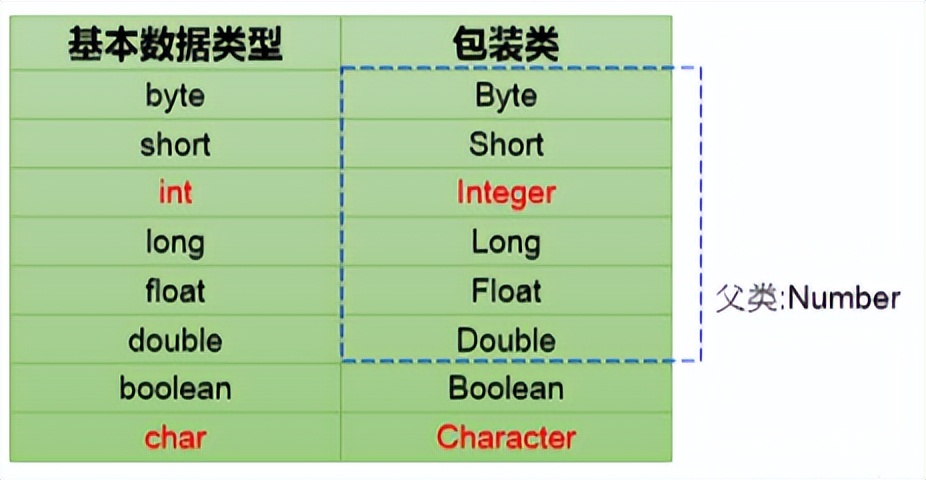 基本数据类型 包装类
byte Byte
short Short
int Integer
long Long
float Float
父类:Number
double Double
boolean Boolean
char Character